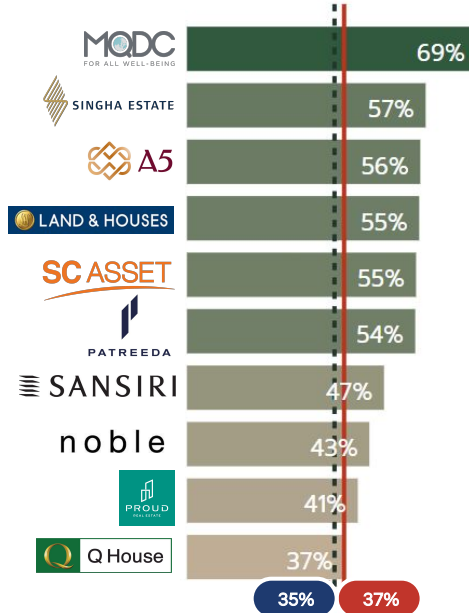 MQDC
FOR ALL WELL-BEING
69%
SINGHA ESTATE
57%
A5
56%
LAND & HOUSES
55%
SC ASSET
55%
PATREEDA
54%
SANSIRI
47%
noble
43%
PROUD
REAL ESTATE
41%
Q Q House
37%
35% 37%